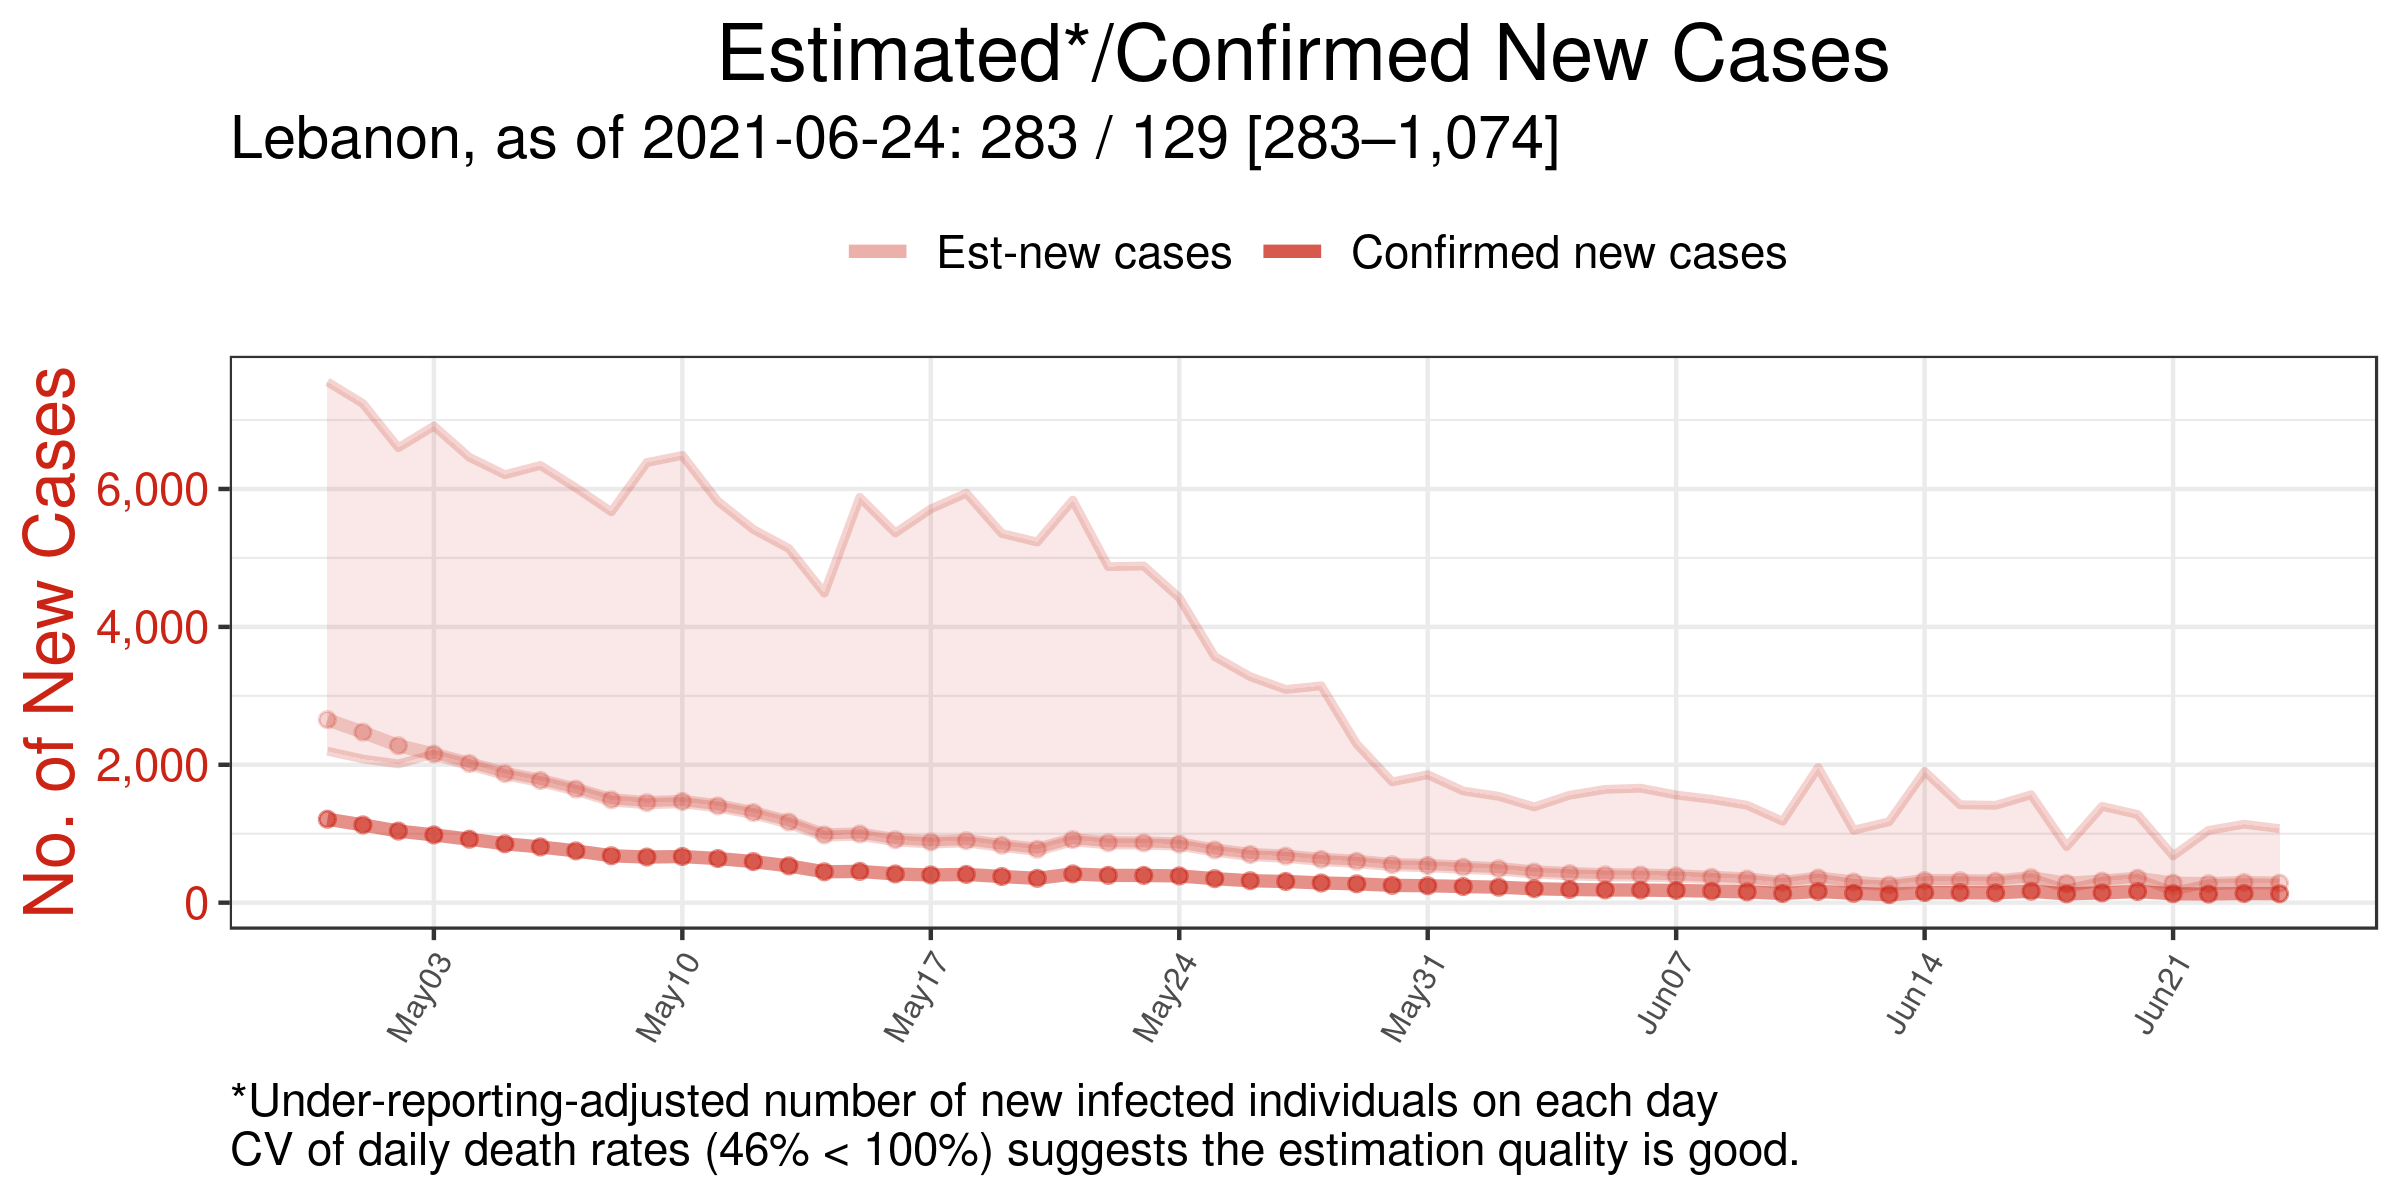 Estimated*/Confirmed New Cases
Lebanon, as of 2021-06-24: 283 / 129 [283–1,074]
Est-new cases
Confirmed new cases
No. of New Cases
6,000
4,000
2,000
0
May03
May10
May17
May24
May31
Jun07
Jun14
Jun21
*Under-reporting-adjusted number of new infected individuals on each day
CV of daily death rates (46% < 100%) suggests the estimation quality is good.